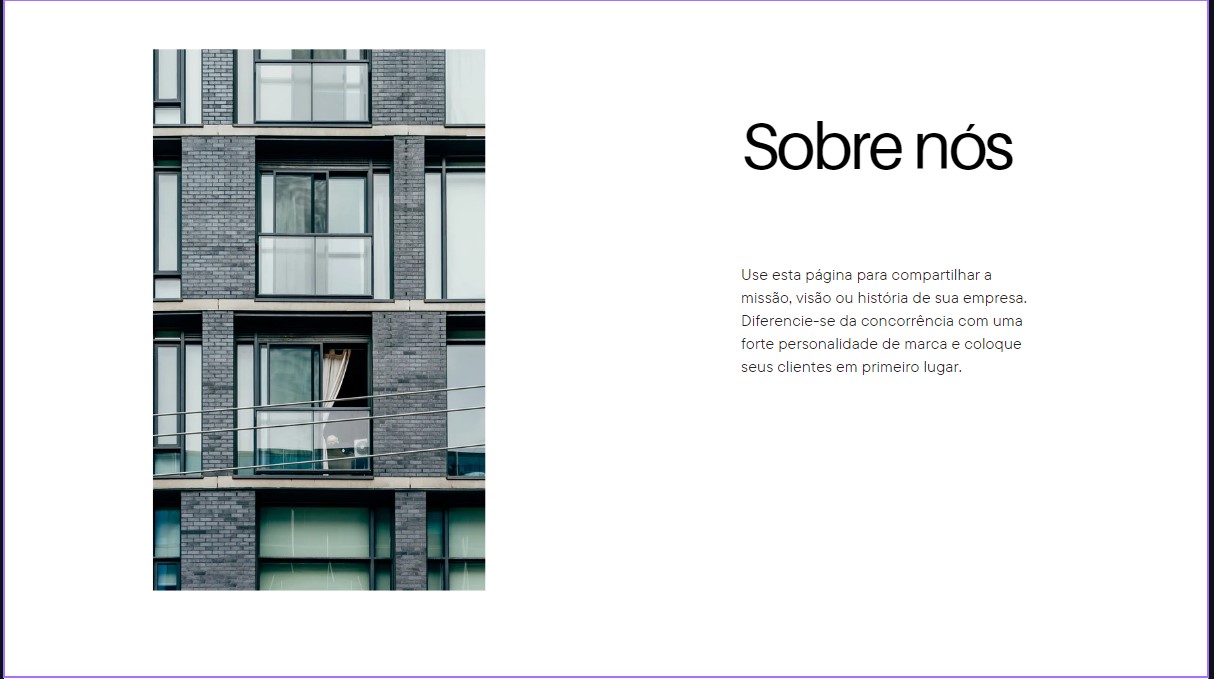 Sobre nós
Use esta página para compartilhar a
missão, visão ou história de sua empresa.
Diferencie-se da concorrência com uma
forte personalidade de marca e coloque
seus clientes em primeiro lugar.